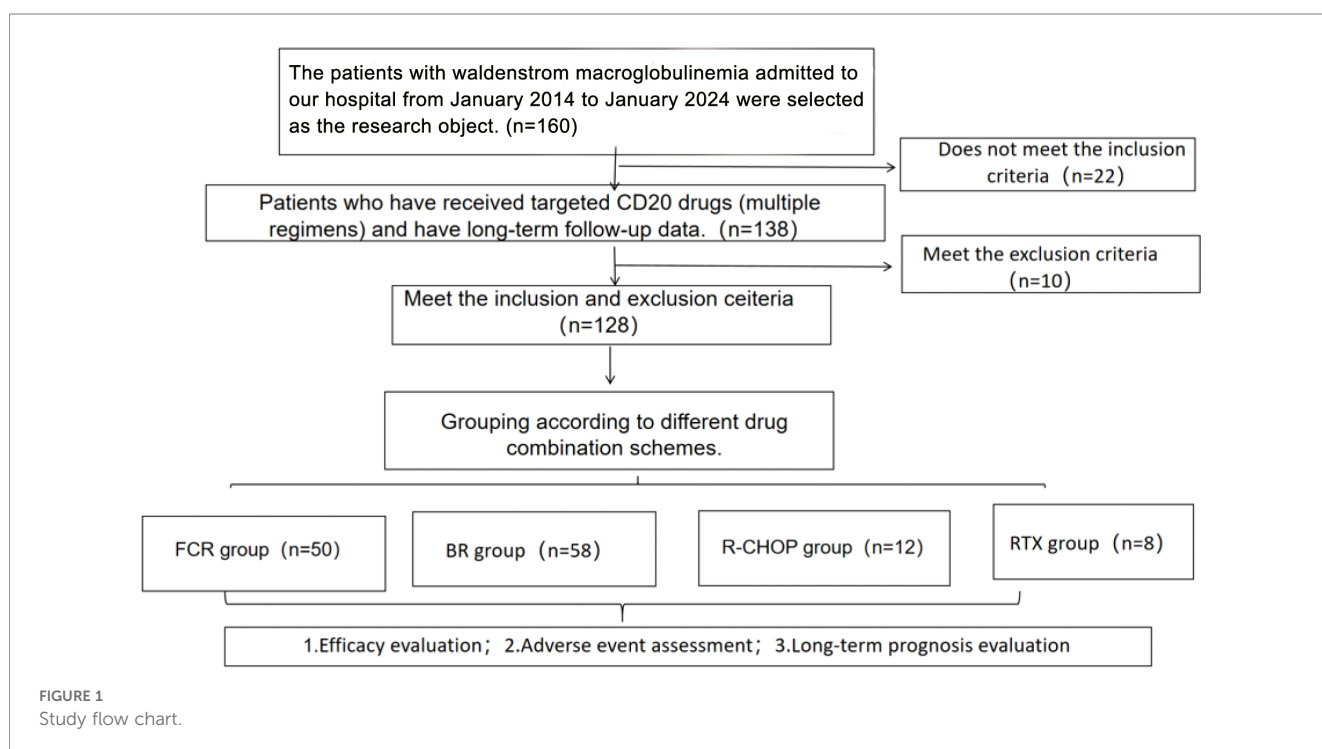 The patients with waldenstrom macroglobulinemia admitted to
our hospital from January 2014 to January 2024 were selected
as the research object. (n=160)
Does not meet the inclusion
criteria（n=22）
Patients who have received targeted CD20 drugs (multiple
regimens) and have long-term follow-up data.（n=138）
Meet the exclusion criteria
（n=10）
Meet the inclusion and exclusion ceiteria
（n=128）
Grouping according to different drug
combination schemes.
FCR group（n=50）
BR group（n=58）
R-CHOP group（n=12）
RTX group（n=8）
1.Efficacy evaluation；2.Adverse event assessment；3.Long-term prognosis evaluation
FIGURE 1
Study flow chart.